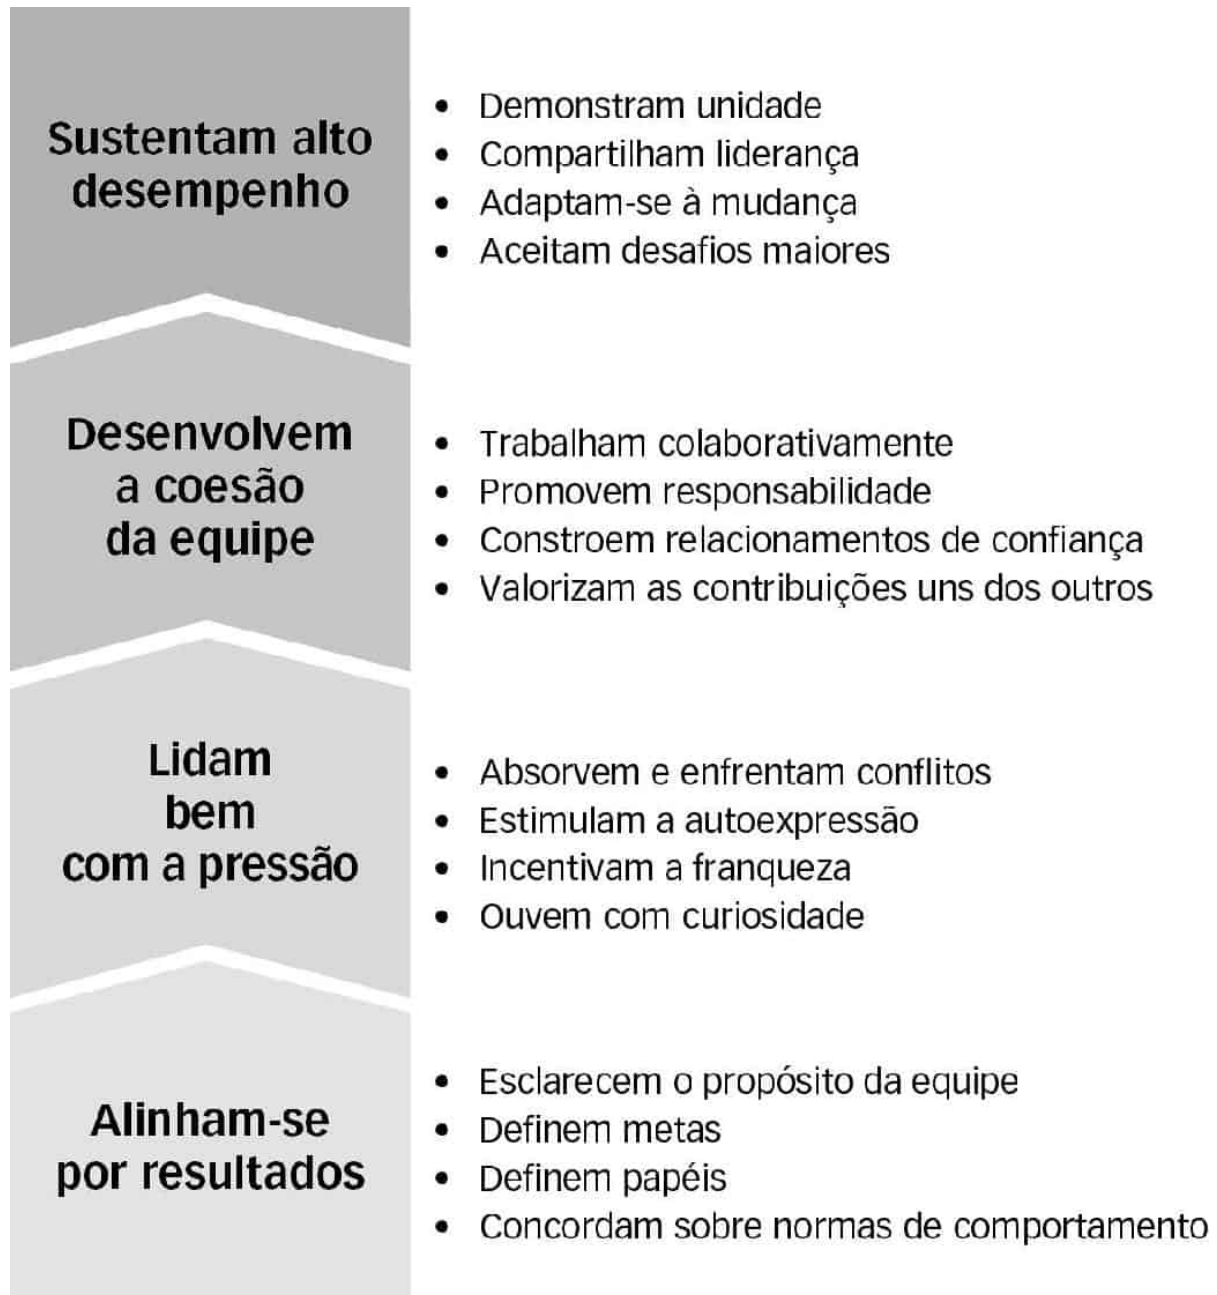 Sustentam alto
desempenho
• Demonstram unidade
• Compartilham liderança
• Adaptam-se à mudança
• Aceitam desafios maiores
Desenvolvem
a coesão
da equipe
• Trabalham colaborativamente
• Promovem responsabilidade
• Constroem relacionamentos de confiança
• Valorizam as contribuições uns dos outros
Lidam
bem
com a pressão
• Absorvem e enfrentam conflitos
• Estimulam a autoexpressão
• Incentivam a franqueza
• Ouvem com curiosidade
Alinham-se
por resultados
• Esclarecem o propósito da equipe
• Definem metas
• Definem papéis
• Concordam sobre normas de comportamento